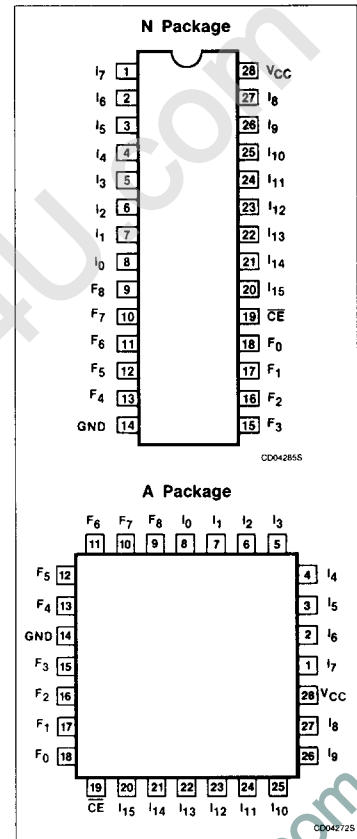 N Package
I7 1 28 VCC
I6 2 27 I8
I5 3 26 I9
I4 4 25 I10
I3 5 24 I11
I2 6 23 I12
I1 7 22 I13
I0 8 21 I14
F8 9 20 I15
F7 10 19 CE
F6 11 18 F0
F5 12 17 F1
F4 13 16 F2
GND 14 15 F3
CD04285S
A Package
F6 F7 F8 I0 I1 I2 I3
11 10 9 8 7 6 5
F5 12 4 I4
F4 13 3 I5
GND 14 2 I6
F3 15 1 I7
F2 16 28 VCC
F1 17 27 I8
F0 18 26 I9
19 20 21 22 23 24 25
CE I15 I14 I13 I12 I11 I10
CD04272S
4U.com
com